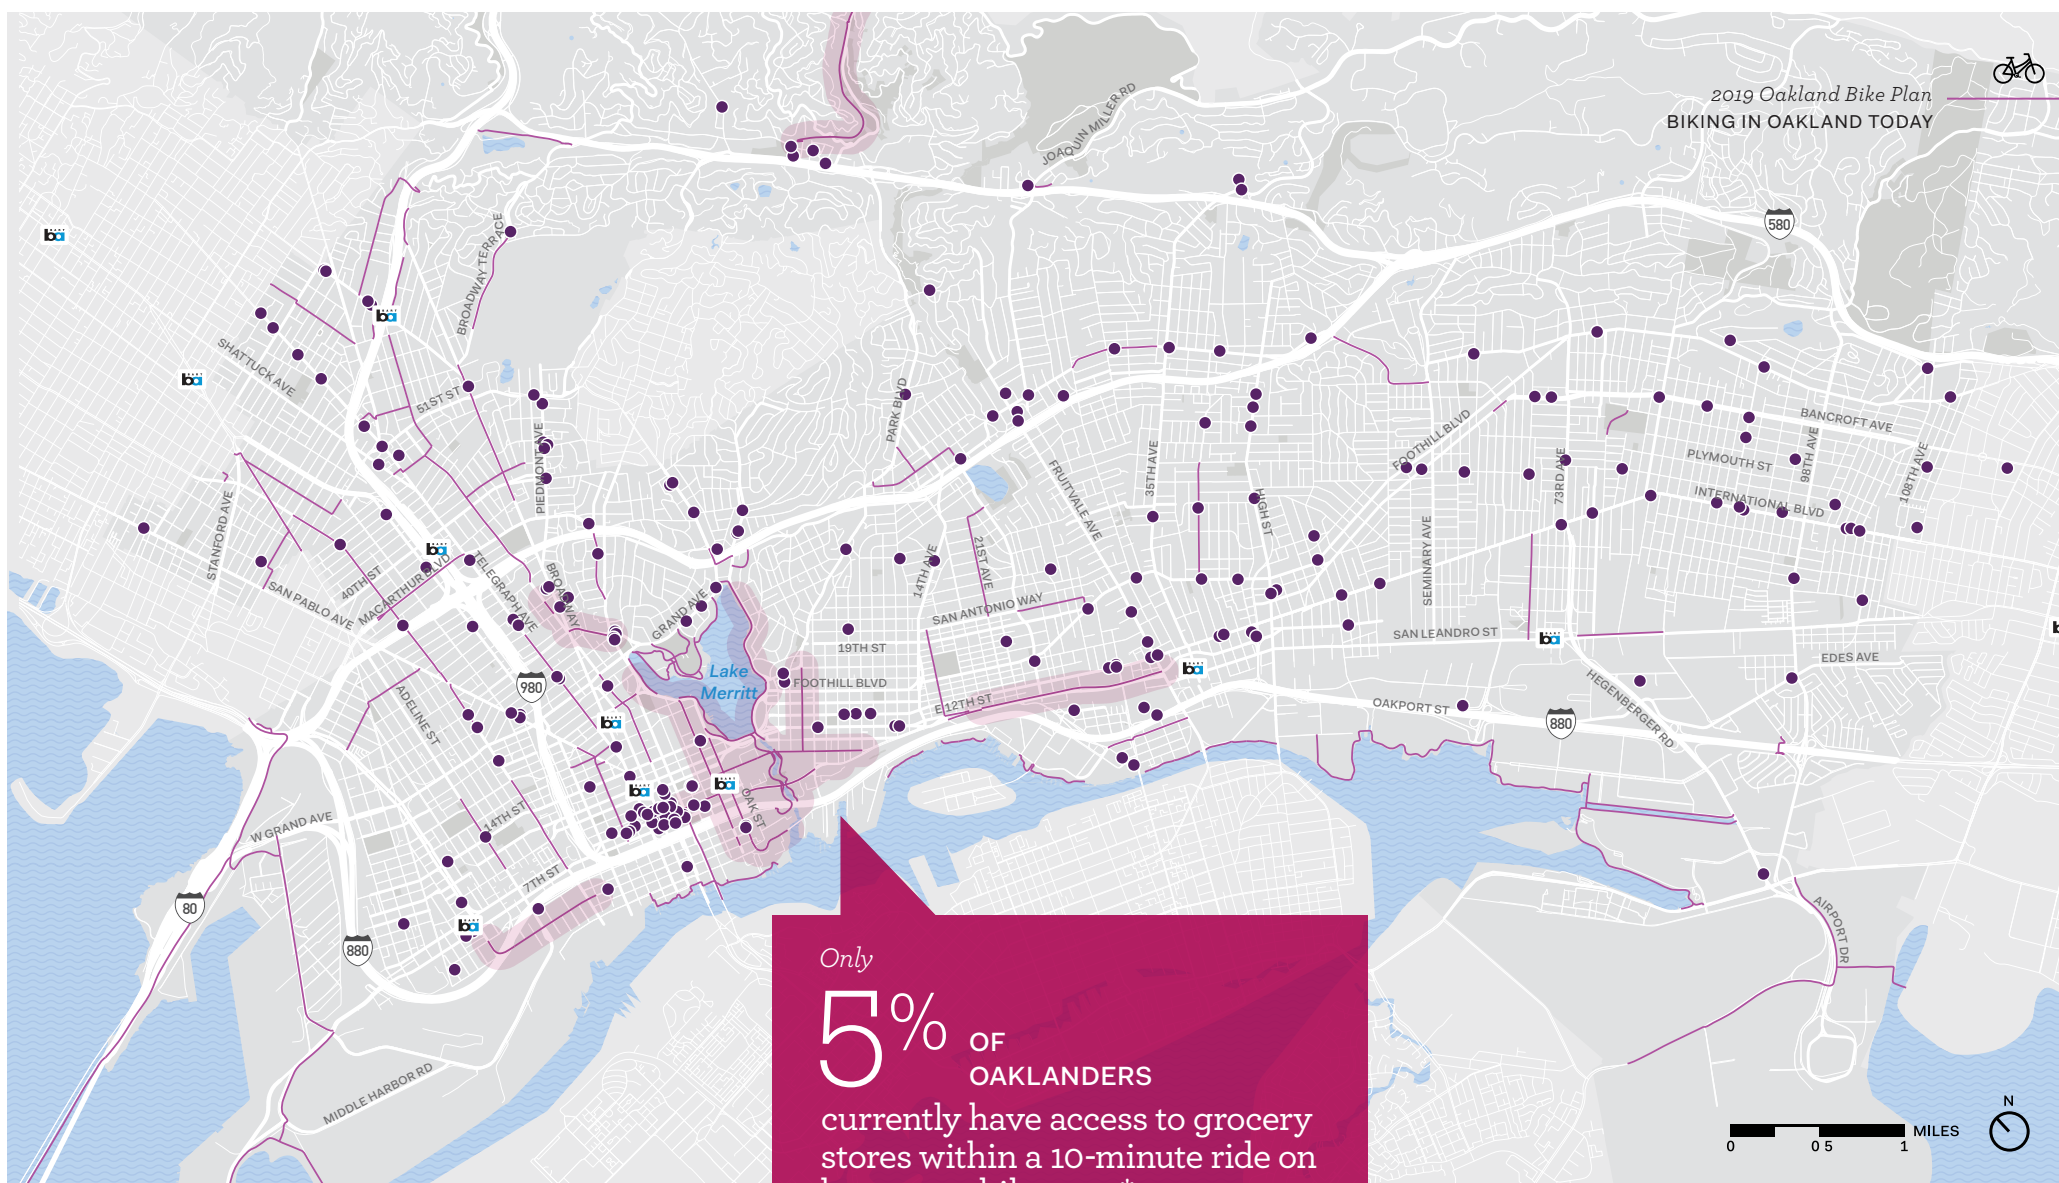 2019 Oakland Bike Plan
BIKING IN OAKLAND TODAY
JOAQUIN MILLER RD
580
BROADWAY TERRACE
SHATTUCK AVE
51ST ST
PIEDMONT AVE
PARK BLVD
FRUITVALE AVE
35TH AVE
HIGH ST
FOOTHILL BLVD
SEMINARY AVE
73RD AVE
BANCROFT AVE
PLYMOUTH ST
98TH AVE
108TH AVE
INTERNATIONAL BLVD
STANFORD AVE
40TH ST
SAN PABLO AVE
MACARTHUR BLVD
TELEGRAPH AVE
BROADWAY
GRAND AVE
14TH AVE
21ST AVE
SAN ANTONIO WAY
19TH ST
FOOTHILL BLVD
E 12TH ST
SAN LEANDRO ST
EDES AVE
HEGENBERGER RD
OAKPORT ST
880
980
Lake
Merritt
ADELINE ST
OAK ST
14TH ST
W GRAND AVE
7TH ST
80
880
MIDDLE HARBOR RD
AIRPORT DR
Only
5% OF
OAKLANDERS
currently have access to grocery
stores within a 10-minute ride on
N
0 0 5 1 MILES